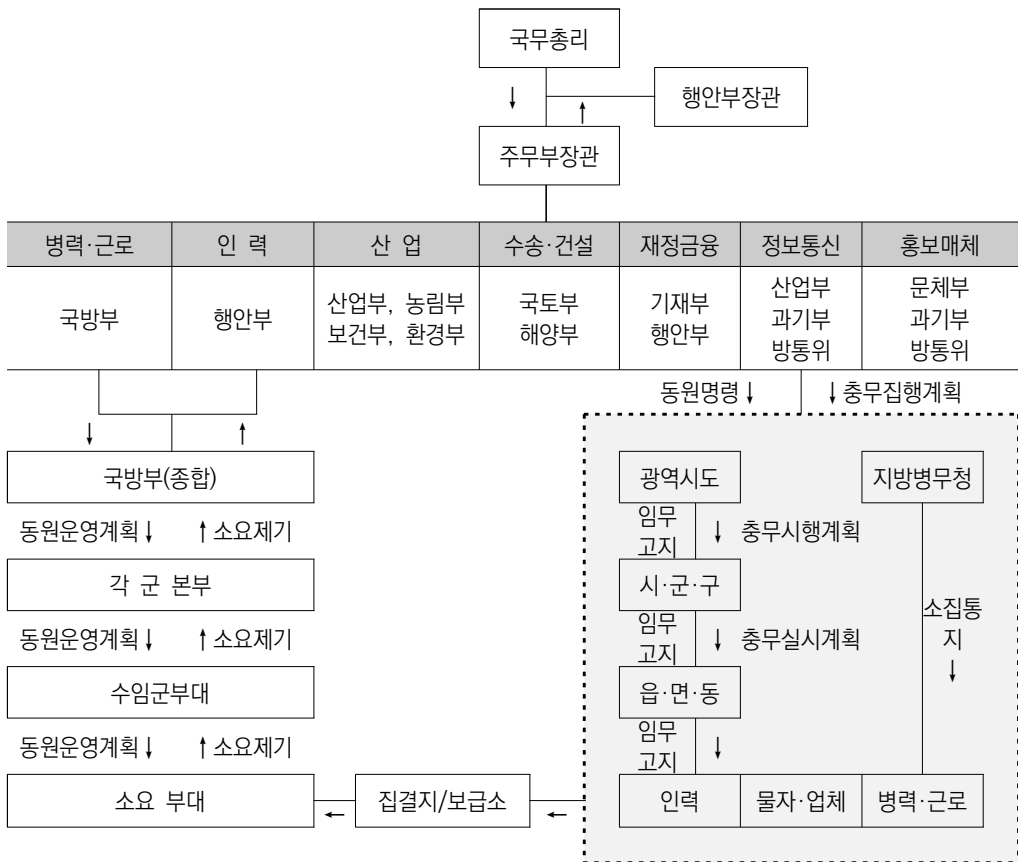 국무총리
↓
↑
행안부장관
주무부장관
병력·근로
인 력
산 업
수송·건설
재정금융
정보통신
홍보매체
국방부
행안부
산업부, 농림부
보건부, 환경부
국토부
해양부
기재부
행안부
산업부
과기부
방통위
문체부
과기부
방통위
↓
↑
동원명령 ↓
↓ 충무집행계획
국방부(종합)
동원운영계획 ↓ ↑ 소요제기
각 군 본부
동원운영계획 ↓ ↑ 소요제기
수임군부대
동원운영계획 ↓ ↑ 소요제기
소요 부대
←
집결지/보급소
←
광역시도
임무
고지
↓ 충무시행계획
시·군·구
임무
고지
↓ 충무실시계획
읍·면·동
임무
고지
↓
지방병무청
소집통
지
↓
인력
물자·업체
병력·근로